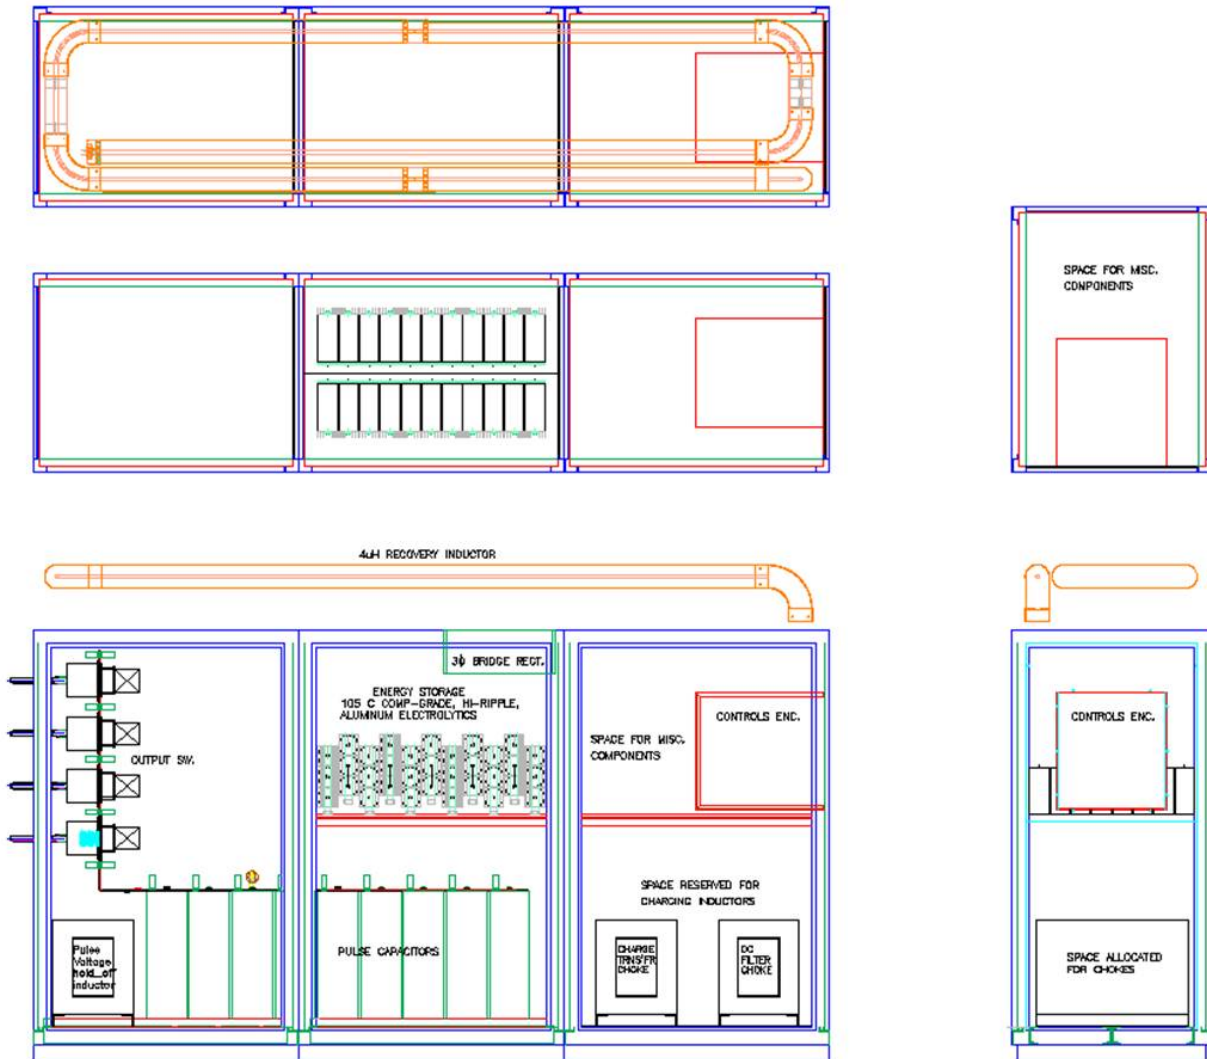 SPACE FOR MISC.
COMPONENTS
4uH RECOVERY INDUCTOR
3Φ BRIDGE RECT.
ENERGY STORAGE
105 C COMP-GRADE, HI-RIPPLE,
ALUMINUM ELECTROLYTICS
OUTPUT SW.
SPACE FOR MISC.
COMPONENTS
CONTROLS ENC.
CONTROLS ENC.
PULSE CAPACITORS
SPACE RESERVED FOR
CHARGING INDUCTORS
Pulse
Voltage
hold_off
inductor
CHARGE
TRNS'FR
CHOKE
DC
FILTER
CHOKE
SPACE ALLOCATED
FOR CHOKES